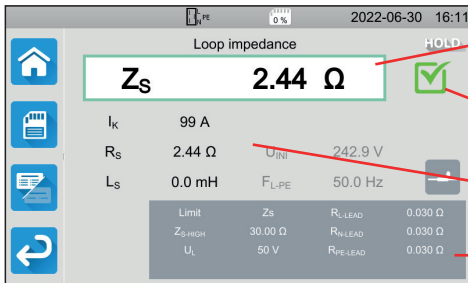 L N PE 0 % 2022-06-30 16:11
Loop impedance HOLD
Zs 2.44 Ω
IK 99 A
RS 2.44 Ω UINI 242.9 V
LS 0.0 mH FL-PE 50.0 Hz
Limit Zs RL-LEAD 0.030 Ω
ZS-HIGH 30.00 Ω RN-LEAD 0.030 Ω
UL 50 V RPE-LEAD 0.030 Ω